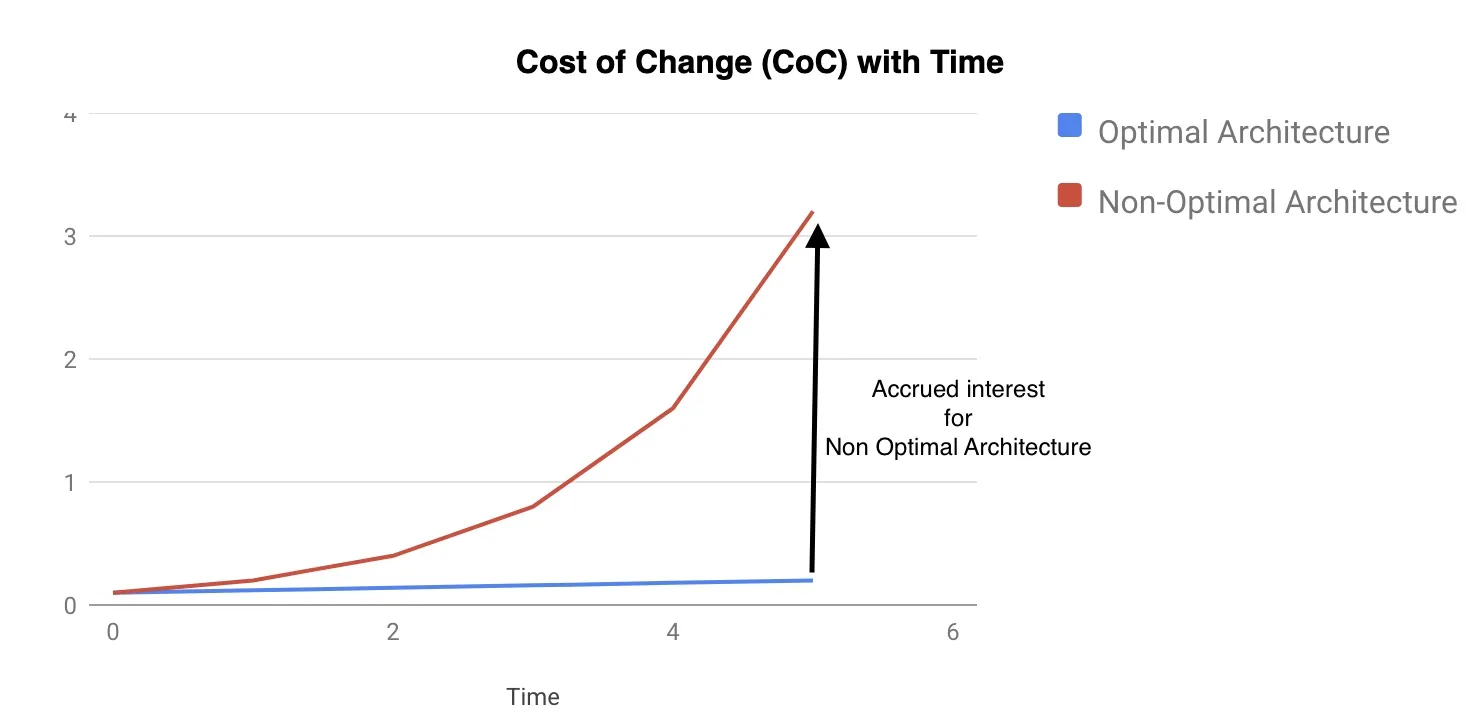 Cost of Change (CoC) with Time
4
3
2
1
0
0 2 4 6
Time
Optimal Architecture
Non-Optimal Architecture
Accrued interest
for
Non Optimal Architecture